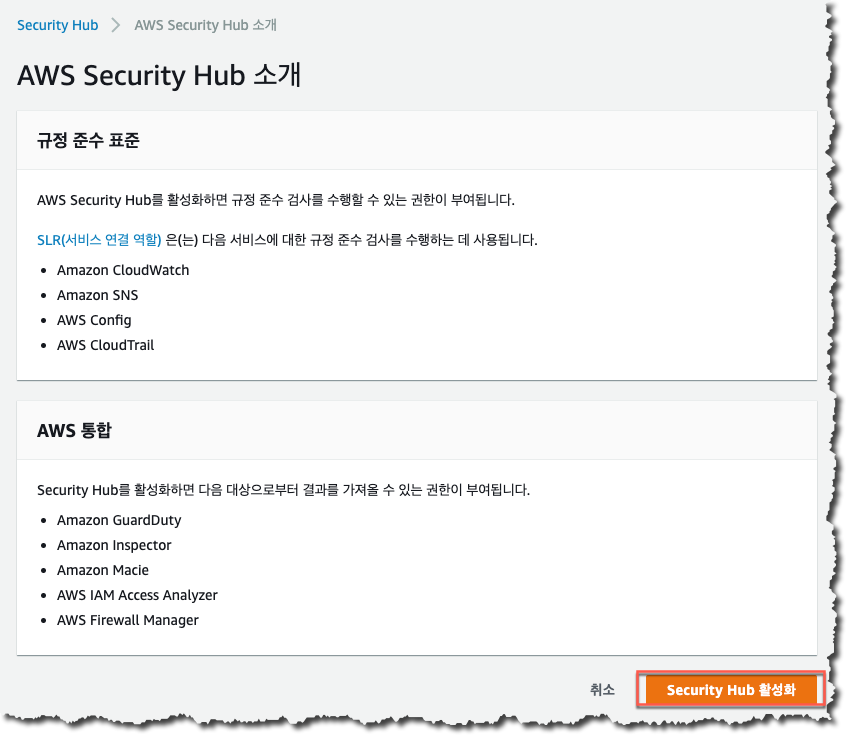 Security Hub > AWS Security Hub 소개
AWS Security Hub 소개
규정 준수 표준
AWS Security Hub를 활성화하면 규정 준수 검사를 수행할 수 있는 권한이 부여됩니다.
SLR(서비스 연결 역할) 은(는) 다음 서비스에 대한 규정 준수 검사를 수행하는 데 사용됩니다.
• Amazon CloudWatch
• Amazon SNS
• AWS Config
• AWS CloudTrail
AWS 통합
Security Hub를 활성화하면 다음 대상으로부터 결과를 가져올 수 있는 권한이 부여됩니다.
• Amazon GuardDuty
• Amazon Inspector
• Amazon Macie
• AWS IAM Access Analyzer
• AWS Firewall Manager
취소 Security Hub 활성화